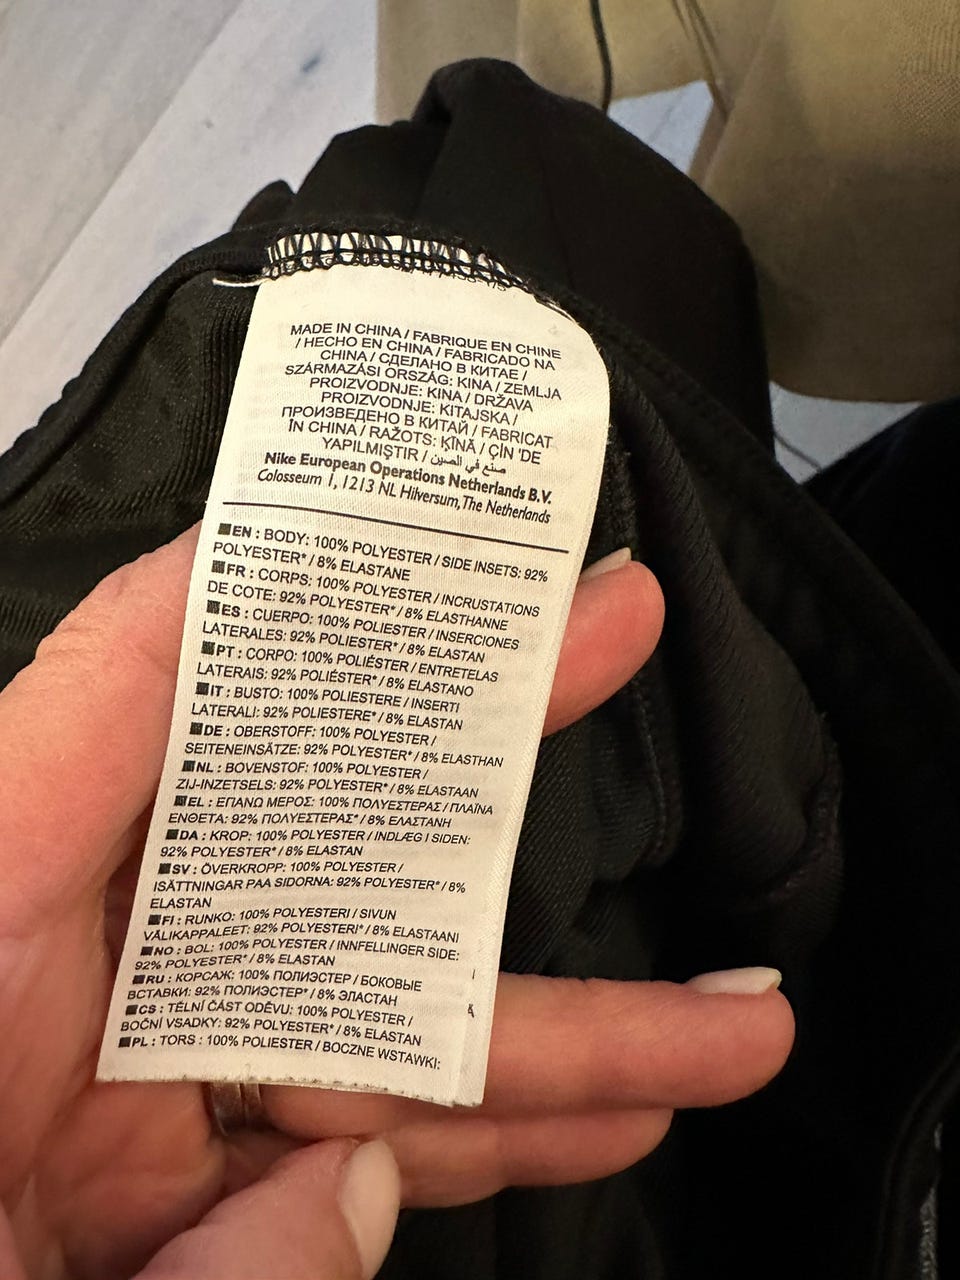 MADE IN CHINA / FABRIQUE EN CHINE
/ HECHO EN CHINA / FABRICADO NA
CHINA / СДЕЛАНО В КИТАЕ /
SZÁRMAZÁSI ORSZÁG: KINA / ZEMLJA
PROIZVODNJE: KINA / DRŽAVA
PROIZVODNJE: KITAJSKA /
ПРОИЗВЕДЕНО В КИТАЙ / FABRICAT
ÎN CHINA / RAŽOTS: ĶĪNĀ / ÇİN 'DE
YAPILMIŞTIR / صنع في الصين
Nike European Operations Netherlands B.V.
Colosseum 1, 1213 NL Hilversum, The Netherlands
EN : BODY: 100% POLYESTER / SIDE INSETS: 92%
POLYESTER* / 8% ELASTANE
FR : CORPS: 100% POLYESTER / INCRUSTATIONS
DE COTE: 92% POLYESTER* / 8% ELASTHANNE
ES : CUERPO: 100% POLIESTER / INSERCIONES
LATERALES: 92% POLIESTER* / 8% ELASTAN
PT : CORPO: 100% POLIÉSTER / ENTRETELAS
LATERAIS: 92% POLIÉSTER* / 8% ELASTANO
IT : BUSTO: 100% POLIESTERE / INSERTI
LATERALI: 92% POLIESTERE* / 8% ELASTAN
DE : OBERSTOFF: 100% POLYESTER /
SEITENEINSÄTZE: 92% POLYESTER* / 8% ELASTHAN
NL : BOVENSTOF: 100% POLYESTER /
ZIJ-INZETSELS: 92% POLYESTER* / 8% ELASTAAN
EL : ΕΠΑΝΩ ΜΕΡΟΣ: 100% ΠΟΛΥΕΣΤΕΡΑΣ / ΠΛΑΪΝΑ
ΕΝΘΕΤΑ: 92% ΠΟΛΥΕΣΤΕΡΑΣ* / 8% ΕΛΑΣΤΑΝΗ
DA : KROP: 100% POLYESTER / INDLÆG I SIDEN:
92% POLYESTER* / 8% ELASTAN
SV : ÖVERKROPP: 100% POLYESTER /
ISÄTTNINGAR PAA SIDORNA: 92% POLYESTER* / 8%
ELASTAN
FI : RUNKO: 100% POLYESTERI / SIVUN
VÄLIKAPPALEET: 92% POLYESTERI* / 8% ELASTAANI
NO : BOL: 100% POLYESTER / INNFELLINGER SIDE:
92% POLYESTER* / 8% ELASTAN
RU : КОРСАЖ: 100% ПОЛИЭСТЕР / БОКОВЫЕ
ВСТАВКИ: 92% ПОЛИЭСТЕР* / 8% ЭЛАСТАН
CS : TĚLNÍ ČÁST ODĚVU: 100% POLYESTER /
BOČNÍ VSADKY: 92% POLYESTER* / 8% ELASTAN
PL : TORS : 100% POLIESTER / BOCZNE WSTAWKI: